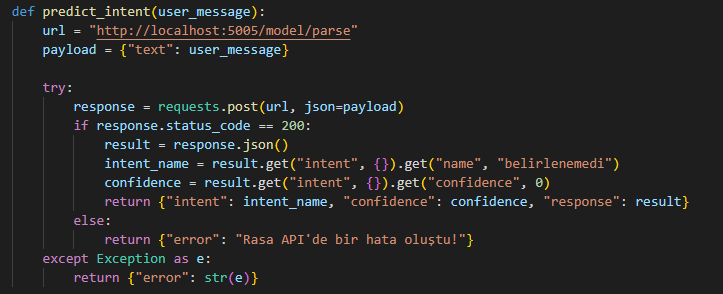 def predict_intent(user_message):
    url = "http://localhost:5005/model/parse"
    payload = {"text": user_message}

    try:
        response = requests.post(url, json=payload)
        if response.status_code == 200:
            result = response.json()
            intent_name = result.get("intent", {}).get("name", "belirlenemedi")
            confidence = result.get("intent", {}).get("confidence", 0)
            return {"intent": intent_name, "confidence": confidence, "response": result}
        else:
            return {"error": "Rasa API'de bir hata oluştu!"}
    except Exception as e:
        return {"error": str(e)}